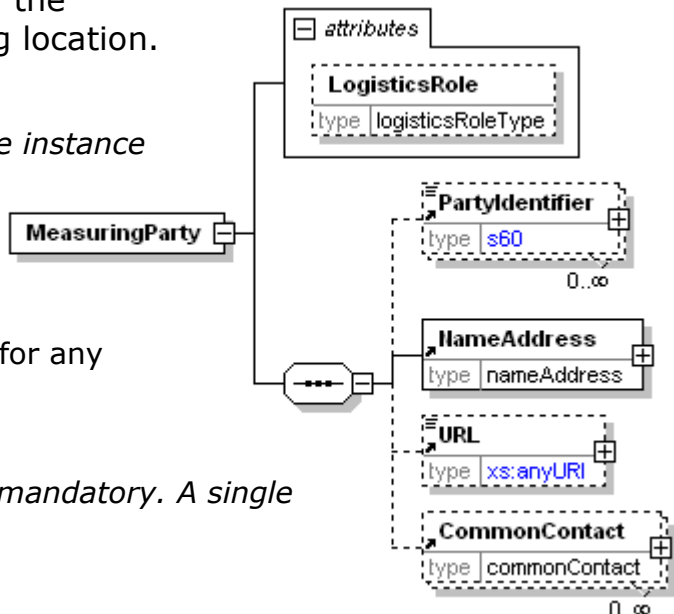 the
g location.
e instance
for any
mandatory. A single
attributes
LogisticsRole
type logisticsRoleType
MeasuringParty
PartyIdentifier
type s60
0..∞
NameAddress
type nameAddress
URL
type xs:anyURI
CommonContact
type commonContact
0..∞